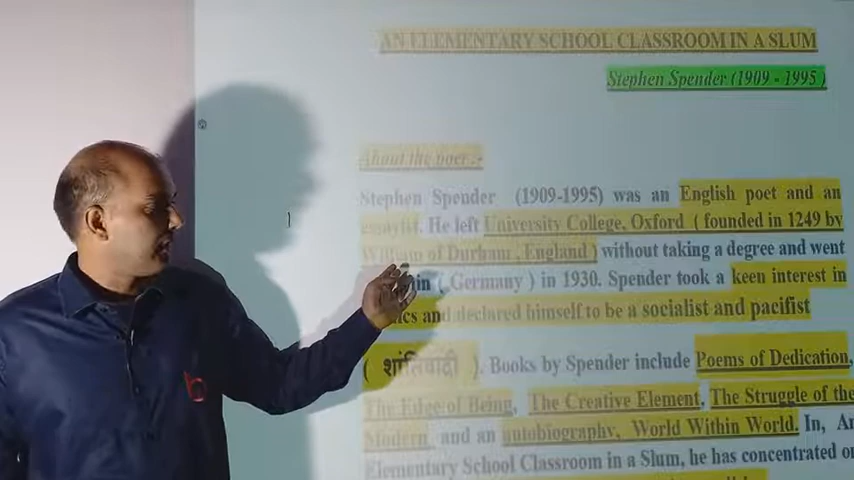 AN ELEMENTARY SCHOOL CLASSROOM IN A SLUM
Stephen Spender (1909 - 1995)
About the poet :-
Stephen Spender (1909-1995) was an English poet and an
essayist. He left University College, Oxford (founded in 1249 by
William of Durham, England) without taking a degree and went
in (Germany) in 1930. Spender took a keen interest in
and declared himself to be a socialist and pacifist
शांतिवादी Books by Spender include Poems of Dedication,
The Edge of Being, The Creative Element, The Struggle of the
Modern and an Autobiography World Within World. In, An
Elementary School Classroom in a Slum, he has concentrated on
b